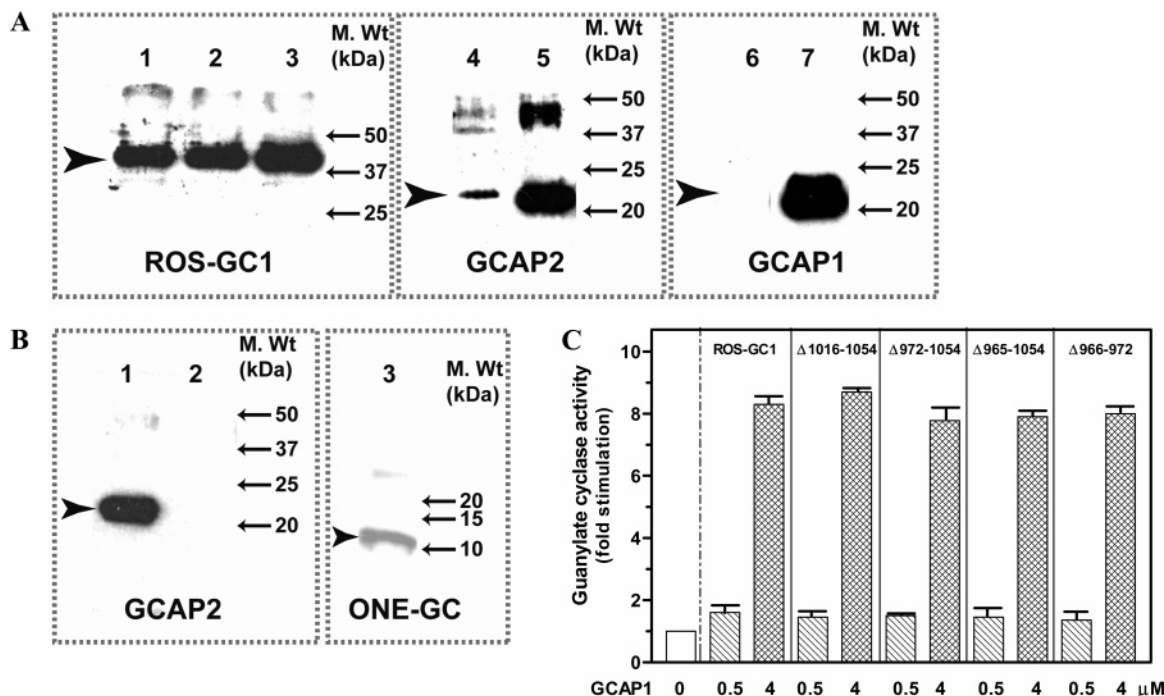 A
1 2 3 M. Wt (kDa)
50
37
25
ROS-GC1
4 5 M. Wt (kDa)
50
37
25
20
GCAP2
6 7 M. Wt (kDa)
50
37
25
20
GCAP1
B
1 2 M. Wt (kDa)
50
37
25
20
GCAP2
3 M. Wt (kDa)
20
15
10
ONE-GC
C
Guanylate cyclase activity
(fold stimulation)
10
8
6
4
2
0
ROS-GC1 Δ1016-1054 Δ972-1054 Δ965-1054 Δ966-972
GCAP1 0 0.5 4 0.5 4 0.5 4 0.5 4 0.5 4 μM